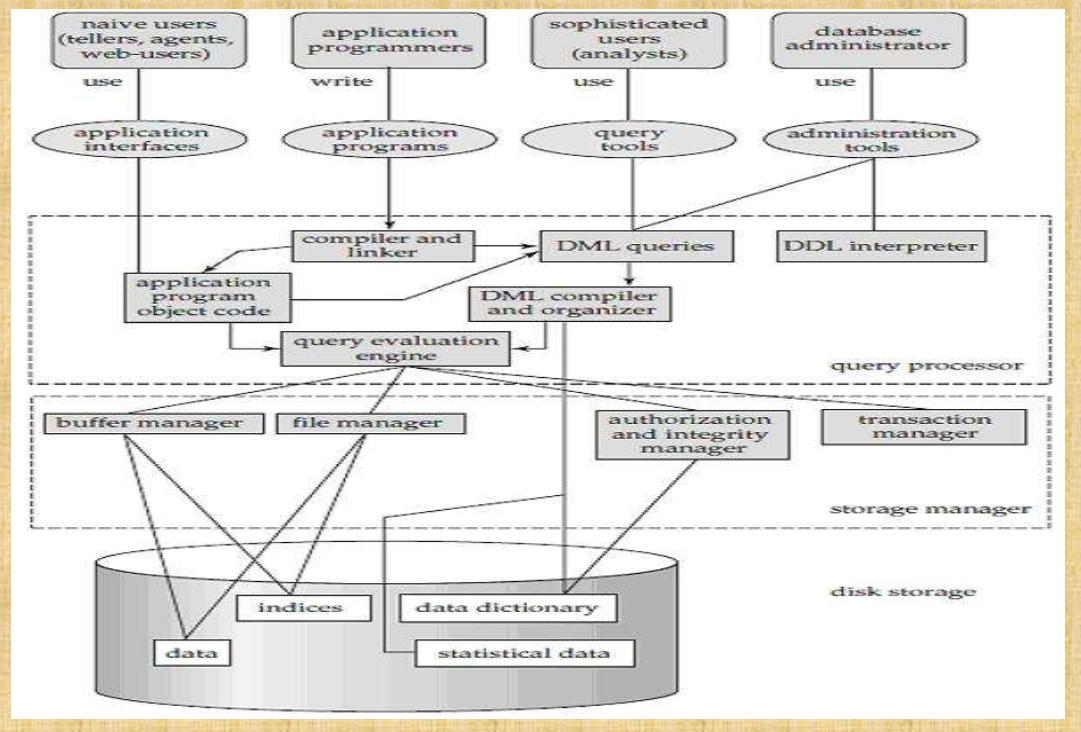 naive users
(tellers, agents,
web-users)
application
programmers
sophisticated
users
(analysts)
database
administrator
use
write
use
use
application
interfaces
application
programs
query
tools
administration
tools
compiler and
linker
DML queries
DDL interpreter
application
program
object code
DML compiler
and organizer
query evaluation
engine
query processor
buffer manager
file manager
authorization
and integrity
manager
transaction
manager
storage manager
disk storage
indices
data dictionary
data
statistical data